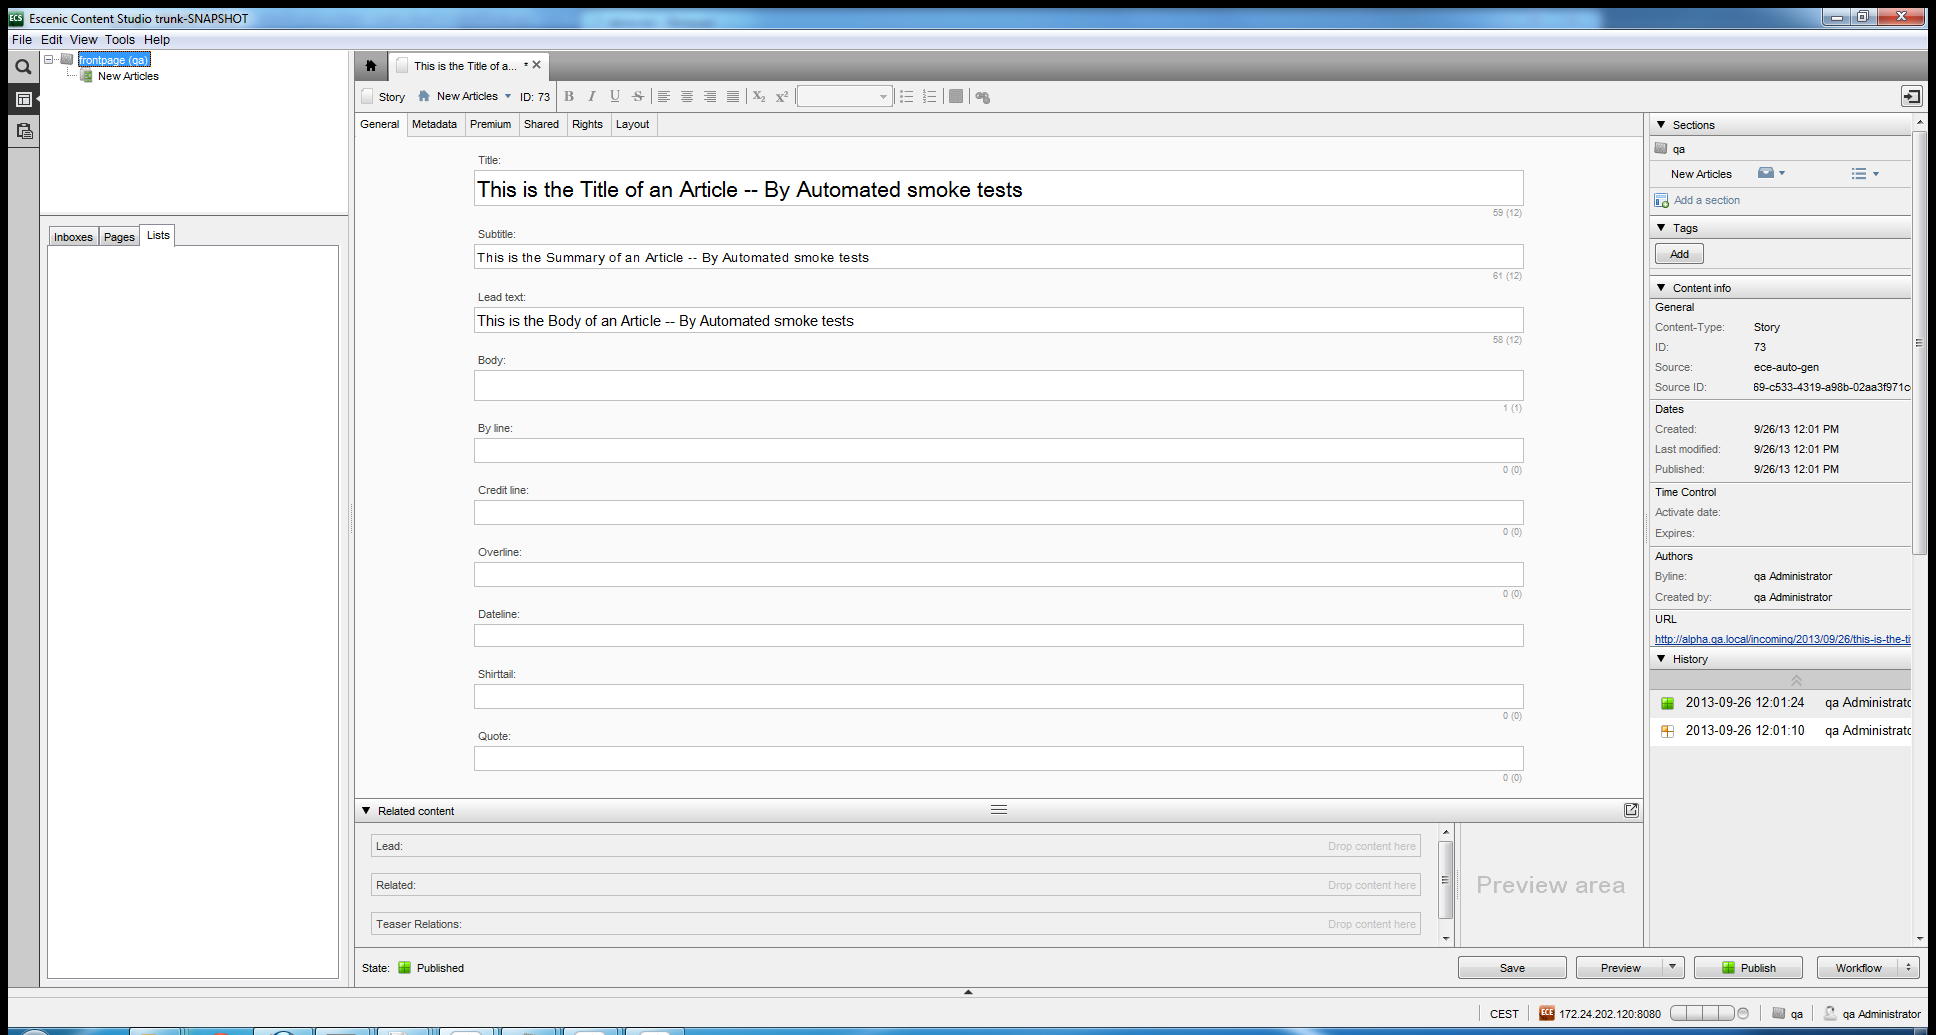 Escenic Content Studio trunk-SNAPSHOT
File Edit View Tools Help
frontpage (qa)
New Articles
Inboxes Pages Lists
This is the Title of a... *
Story New Articles ID: 73 B I U S X2 X2
General Metadata Premium Shared Rights Layout
Title:
This is the Title of an Article -- By Automated smoke tests
59 (12)
Subtitle:
This is the Summary of an Article -- By Automated smoke tests
61 (12)
Lead text:
This is the Body of an Article -- By Automated smoke tests
58 (12)
Body:
1 (1)
By line:
0 (0)
Credit line:
0 (0)
Overline:
0 (0)
Dateline:
Shirttail:
0 (0)
Quote:
0 (0)
Related content
Lead: Drop content here
Related: Drop content here
Teaser Relations: Drop content here
Preview area
State: Published
Save Preview Publish Workflow
Sections
qa
New Articles
Add a section
Tags
Add
Content info
General
Content-Type: Story
ID: 73
Source: ece-auto-gen
Source ID: 69-c533-4319-a98b-02aa3f971c
Dates
Created: 9/26/13 12:01 PM
Last modified: 9/26/13 12:01 PM
Published: 9/26/13 12:01 PM
Time Control
Activate date:
Expires:
Authors
Byline: qa Administrator
Created by: qa Administrator
URL
http://alpha.qa.local/incoming/2013/09/26/this-is-the-ti
History
2013-09-26 12:01:24 qa Administrato
2013-09-26 12:01:10 qa Administrato
CEST ECE 172.24.202.120:8080 qa qa Administrator